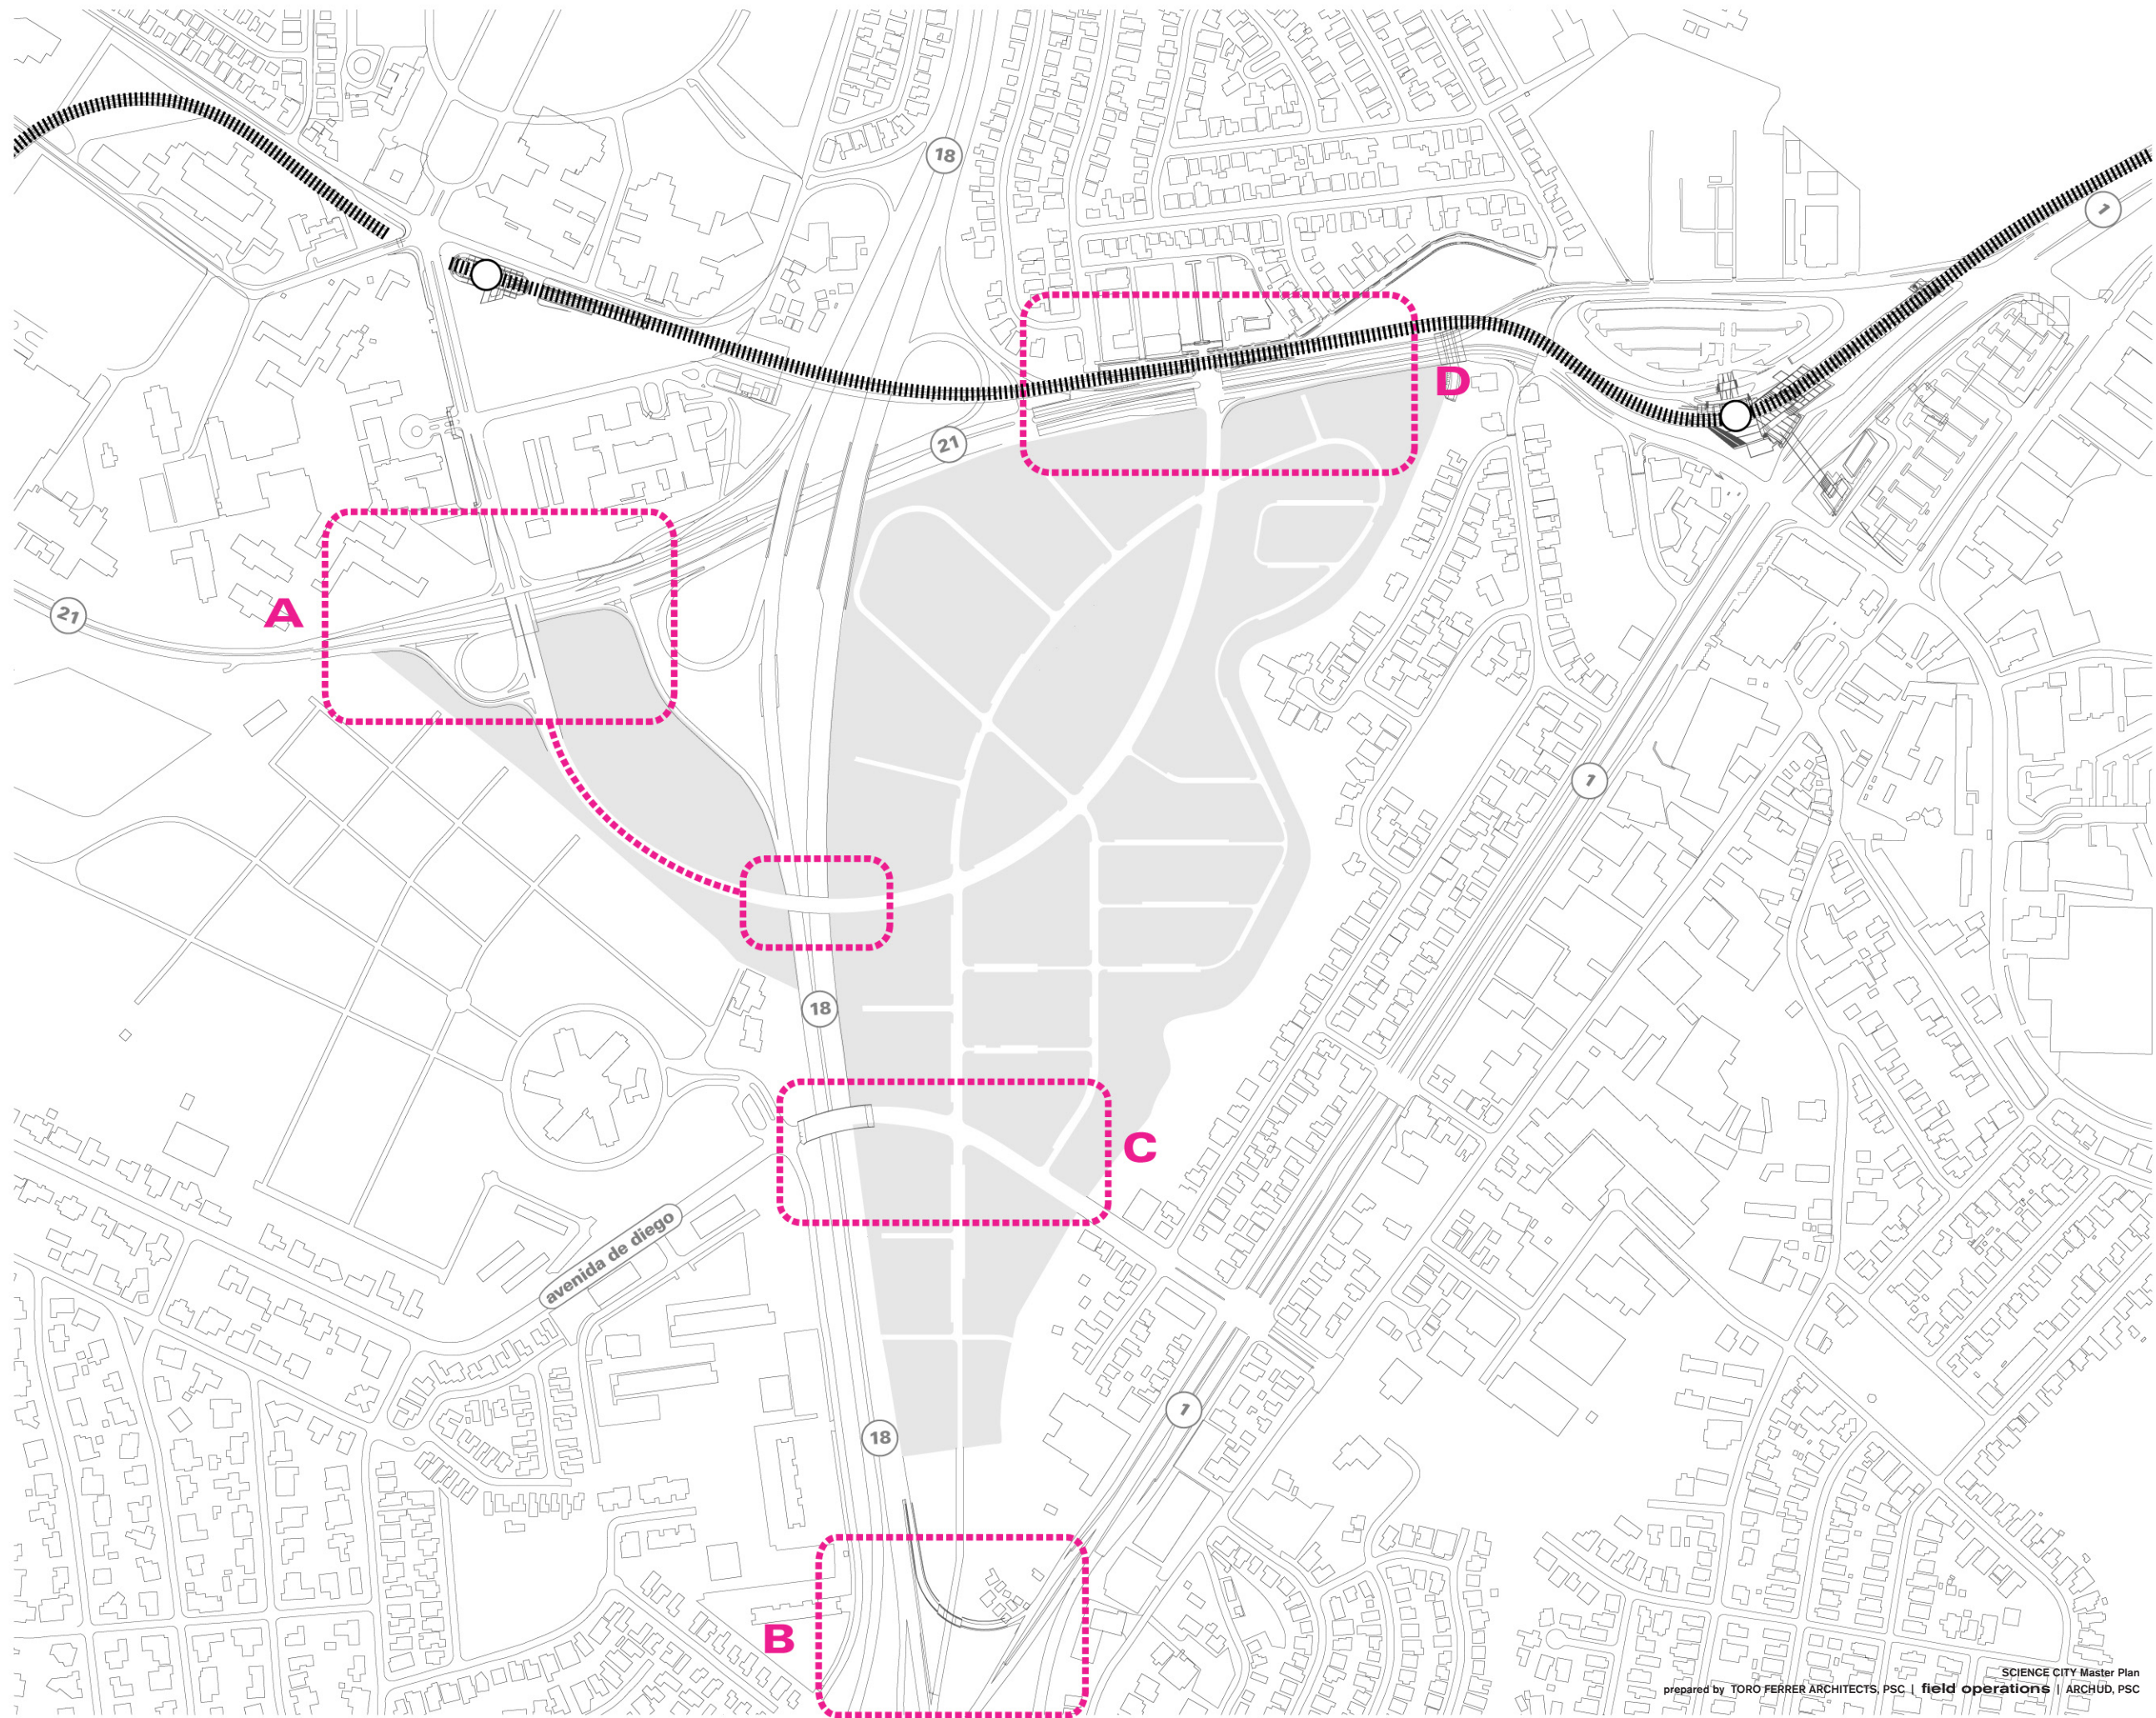 18
1
D
21
A
21
1
18
C
avenida de diego
1
18
B
SCIENCE CITY Master Plan
prepared by TORO FERRER ARCHITECTS, PSC | field operations | ARCHUD, PSC